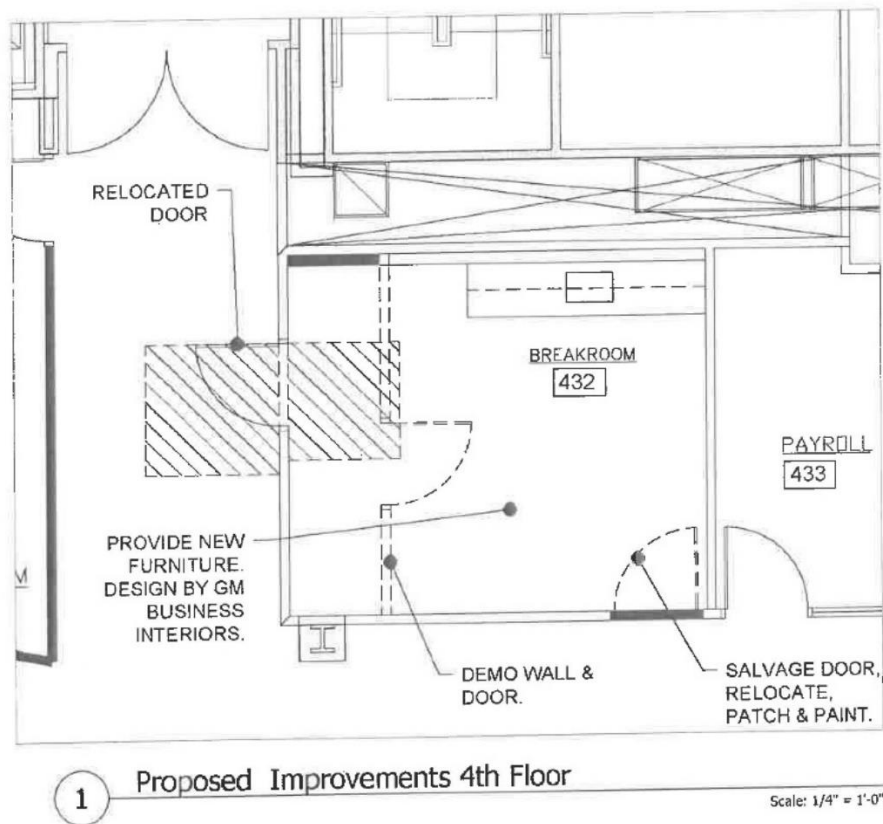 RELOCATED
DOOR
BREAKROOM
432
PAYROLL
433
PROVIDE NEW
FURNITURE.
DESIGN BY GM
BUSINESS
INTERIORS.
M
DEMO WALL &
DOOR.
SALVAGE DOOR,
RELOCATE,
PATCH & PAINT.
1
Proposed Improvements 4th Floor
Scale: 1/4" = 1'-0"